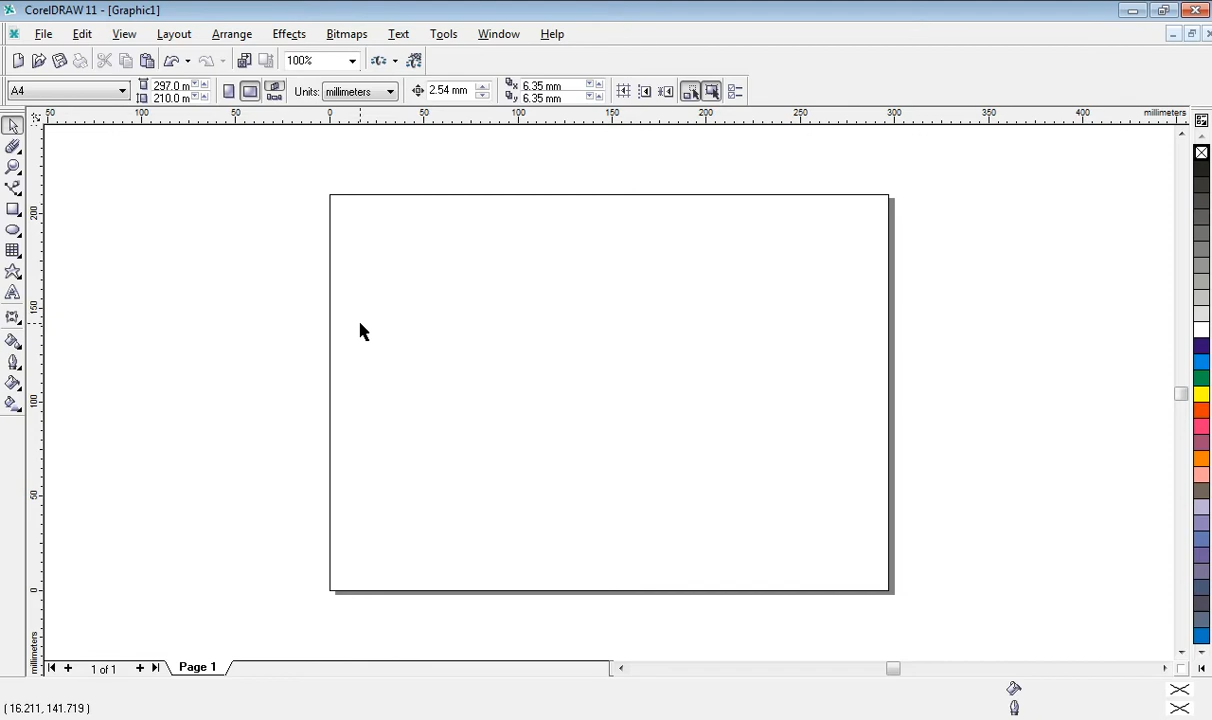 CorelDRAW 11 - [Graphic1]
File Edit View Layout Arrange Effects Bitmaps Text Tools Window Help
100%
A4 297.0 m 210.0 m Units: millimeters 2.54 mm 6.35 mm 6.35 mm
50 100 50 0 50 100 150 200 250 300 350 400 millimeters
200
150
100
50
0
millimeters
1 of 1 Page 1
( 16.211, 141.719 )